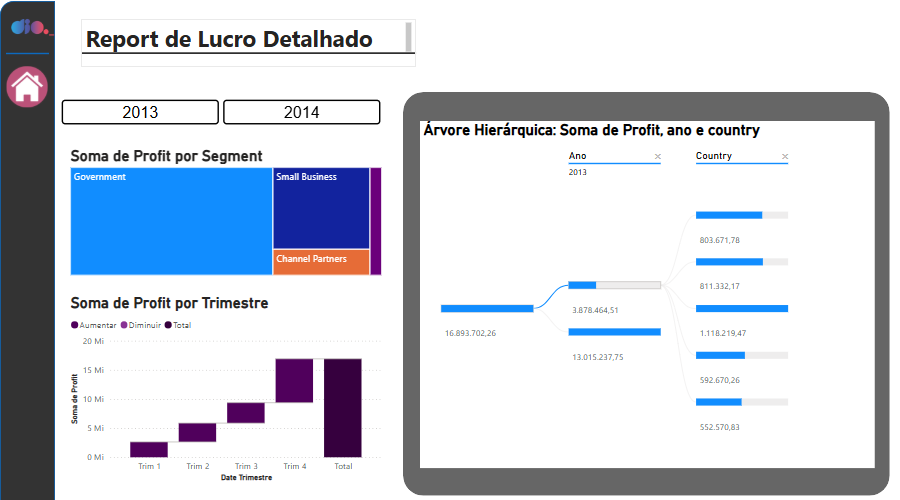 dio._
Report de Lucro Detalhado
2013
2014
Soma de Profit por Segment
Government
Small Business
Channel Partners
Soma de Profit por Trimestre
Aumentar Diminuir Total
20 Mi
15 Mi
10 Mi
5 Mi
0 Mi
Soma de Profit
Trim 1 Trim 2 Trim 3 Trim 4 Total
Date Trimestre
Árvore Hierárquica: Soma de Profit, ano e country
Ano
2013
Country
16.893.702,26
3.878.464,51
13.015.237,75
803.671,78
811.332,17
1.118.219,47
592.670,26
552.570,83